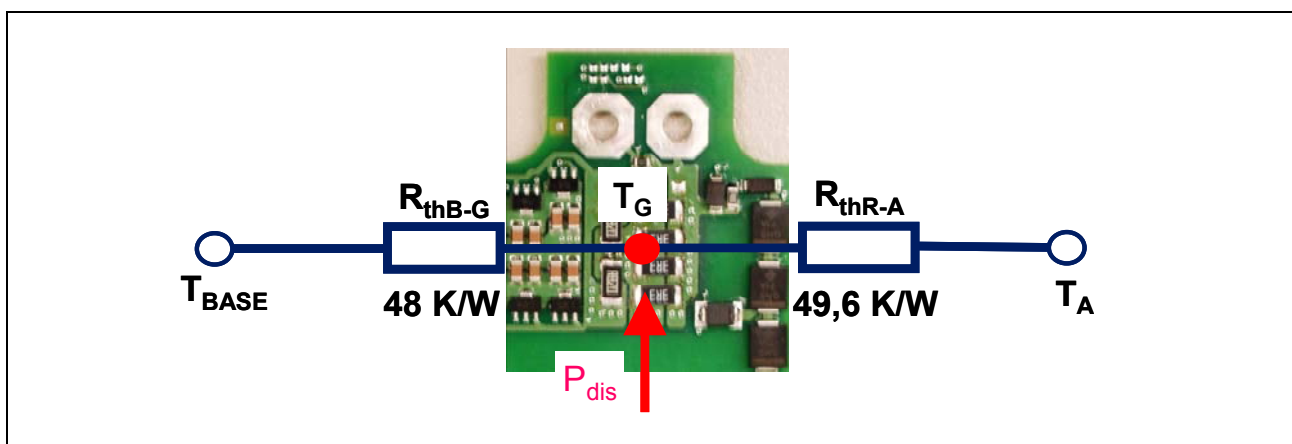 R_thB-G
T_G
R_thR-A
T_BASE
48 K/W
49,6 K/W
T_A
P_dis